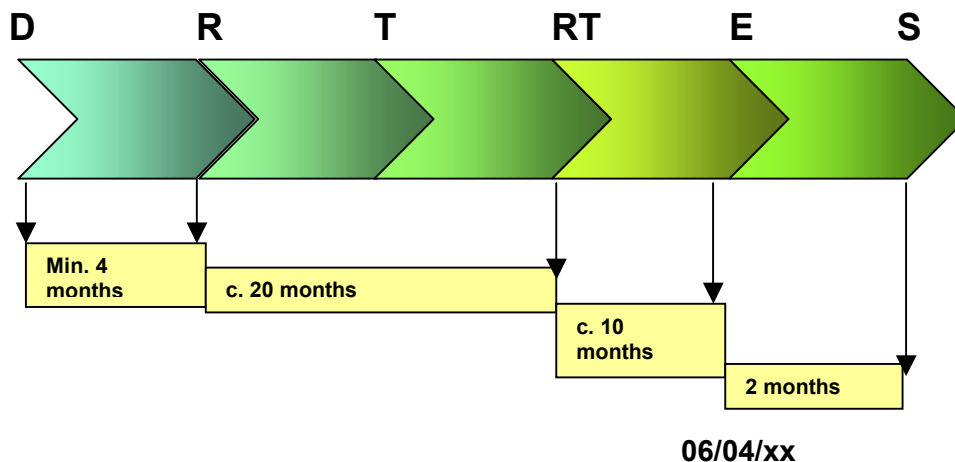 D R T RT E S
Min. 4
months
c. 20 months
c. 10
months
2 months
06/04/xx